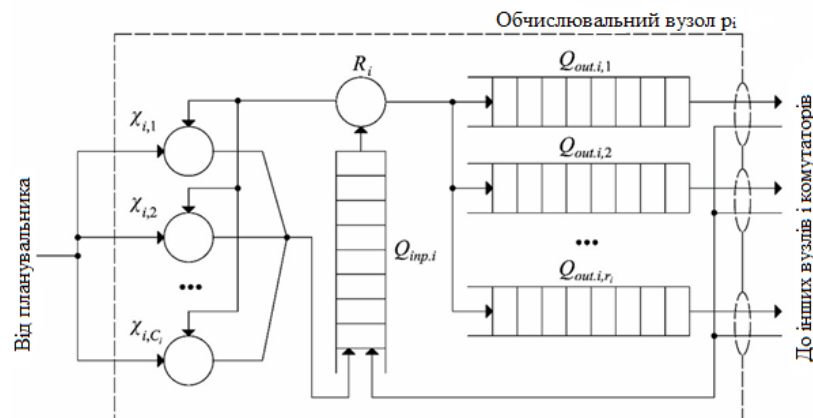 Обчислювальний вузол pi
Ri
Qout.i,1
χi,1
Qout.i,2
χi,2
Qinp.i
•••
•••
Qout.i,ri
χi,Ci
Від планувальника
До інших вузлів і комутаторів